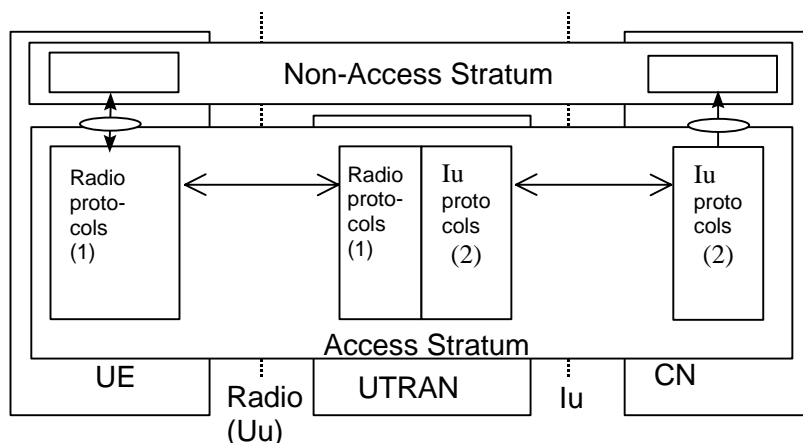 Non-Access Stratum
Radio
proto-
cols
(1)
Radio
proto-
cols
(1)
Iu
proto
cols
(2)
Iu
proto
cols
(2)
Access Stratum
UE
Radio
(Uu)
UTRAN
Iu
CN